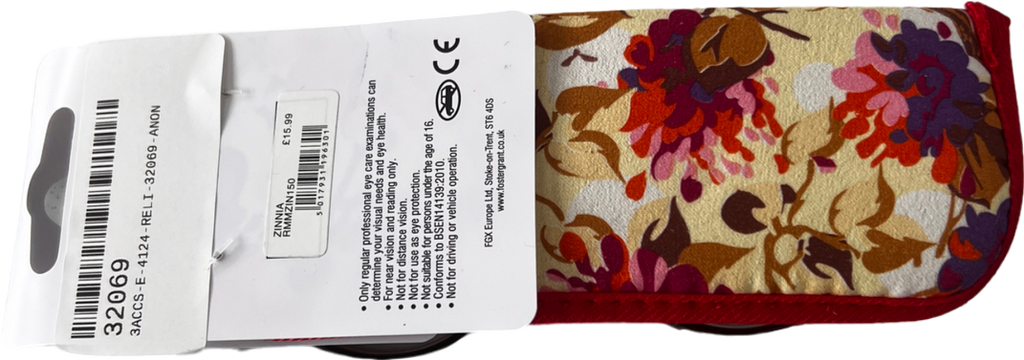 32069
3ACCS-E-4124-RELI-32069-ANON
ZINNIA
RMMZIN150
£15.99
5 017931 196301
• Only regular professional eye care examinations can
determine your visual needs and eye health.
• For near vision and reading only.
• Not for distance vision.
• Not for use as eye protection.
• Not suitable for persons under the age of 16.
• Conforms to BSEN14139:2010.
• Not for driving or vehicle operation.
CE
FGX Europe Ltd, Stoke-on-Trent, ST6 4DS
www.fostergrant.co.uk